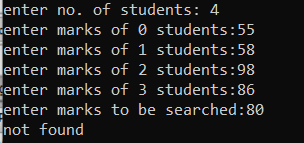 enter no. of students: 4
enter marks of 0 students:55
enter marks of 1 students:58
enter marks of 2 students:98
enter marks of 3 students:86
enter marks to be searched:80
not found